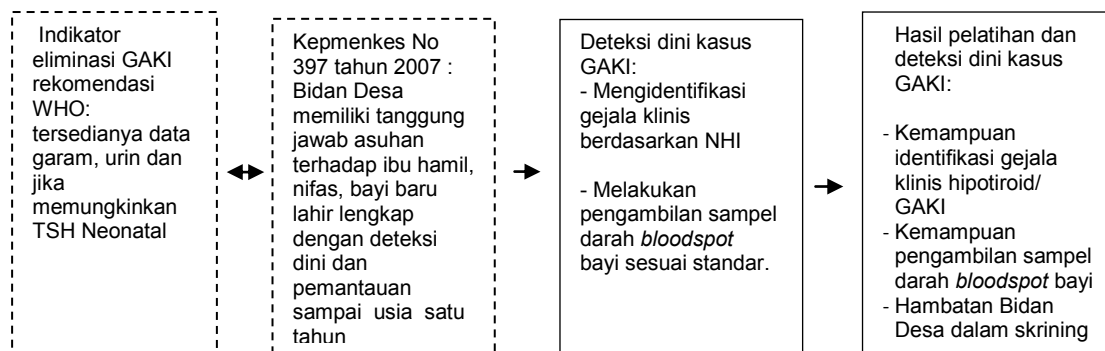 Indikator
eliminasi GAKI
rekomendasi
WHO:
tersedianya data
garam, urin dan
jika
memungkinkan
TSH Neonatal
Kepmenkes No
397 tahun 2007 :
Bidan Desa
memiliki tanggung
jawab asuhan
terhadap ibu hamil,
nifas, bayi baru
lahir lengkap
dengan deteksi
dini dan
pemantauan
sampai usia satu
tahun
Deteksi dini kasus
GAKI:
- Mengidentifikasi
gejala klinis
berdasarkan NHI
- Melakukan
pengambilan sampel
darah bloodspot
bayi sesuai standar.
Hasil pelatihan dan
deteksi dini kasus
GAKI:
- Kemampuan
identifikasi gejala
klinis hipotiroid/
GAKI
- Kemampuan
pengambilan sampel
darah bloodspot bayi
- Hambatan Bidan
Desa dalam skrining